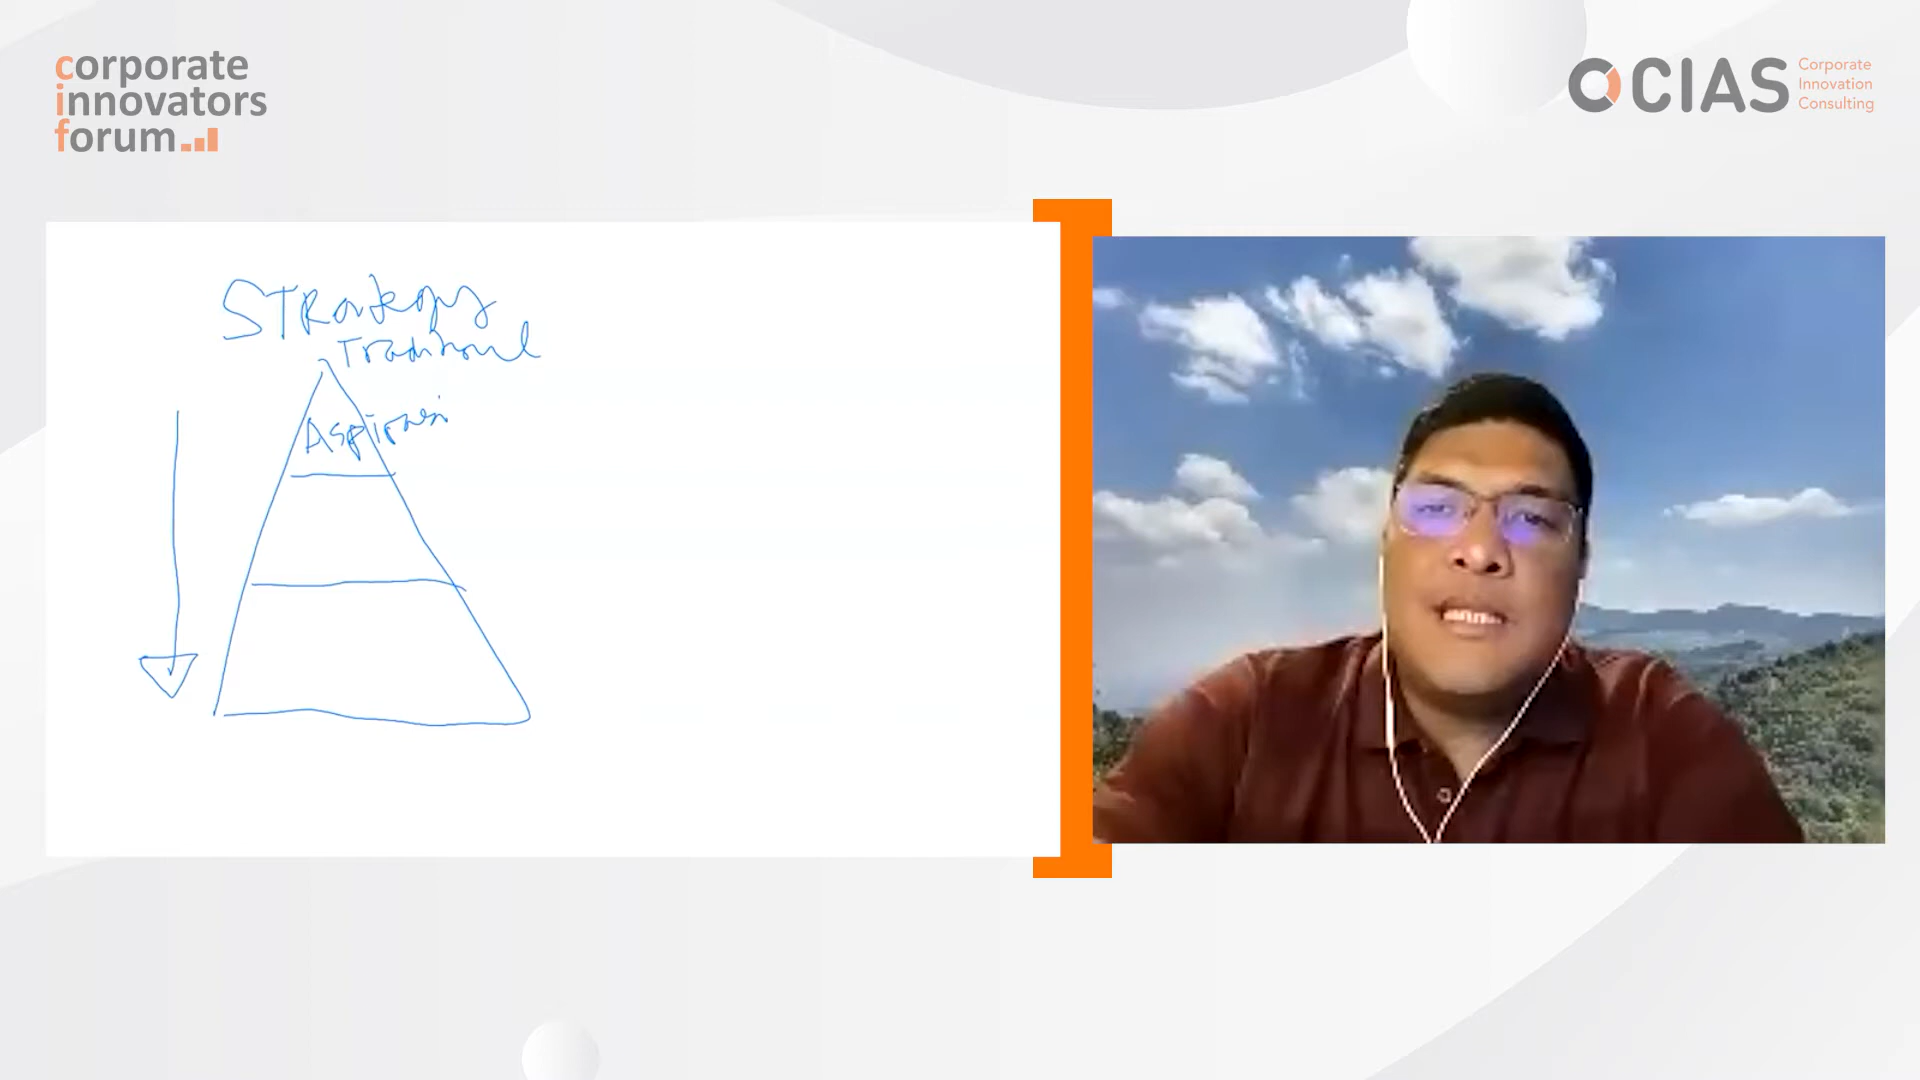 corporate
innovators
forum
CIAS
Corporate
Innovation
Consulting
STRategy
Traditional
Aspirasi